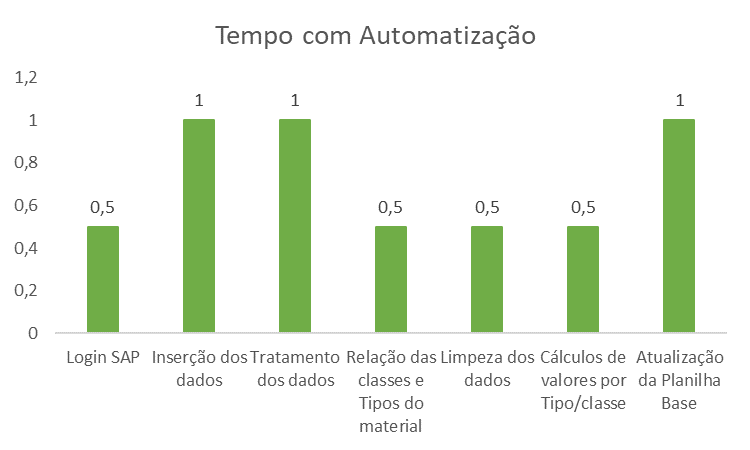 Tempo com Automatização
1,2
1
0,8
0,6
0,4
0,2
0
0,5
1
1
0,5
0,5
0,5
1
Login SAP
Inserção dos
dados
Tratamento
dos dados
Relação das
classes e
Tipos do
material
Limpeza dos
dados
Cálculos de
valores por
Tipo/classe
Atualização
da Planilha
Base